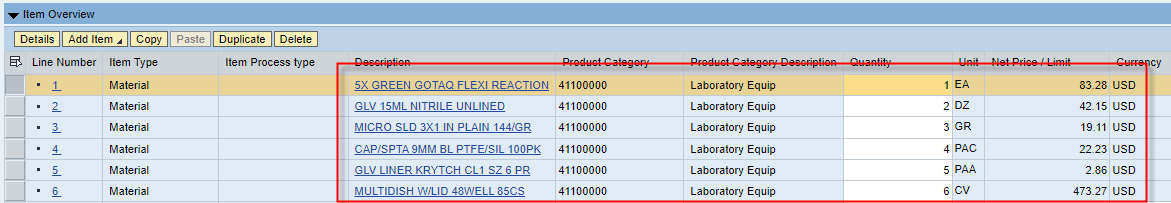 Item Overview
Details Add Item Copy Paste Duplicate Delete
Line Number Item Type Item Process type Description Product Category Product Category Description Quantity Unit Net Price / Limit Currency
1 Material 5X GREEN GOTAQ FLEXI REACTION 41100000 Laboratory Equip 1 EA 83.28 USD
2 Material GLV 15ML NITRILE UNLINED 41100000 Laboratory Equip 2 DZ 42.15 USD
3 Material MICRO SLD 3X1 IN PLAIN 144/GR 41100000 Laboratory Equip 3 GR 19.11 USD
4 Material CAP/SPTA 9MM BL PTFE/SIL 100PK 41100000 Laboratory Equip 4 PAC 22.23 USD
5 Material GLV LINER KRYTCH CL1 SZ 6 PR 41100000 Laboratory Equip 5 PAA 2.86 USD
6 Material MULTIDISH W/LID 48WELL 85CS 41100000 Laboratory Equip 6 CV 473.27 USD